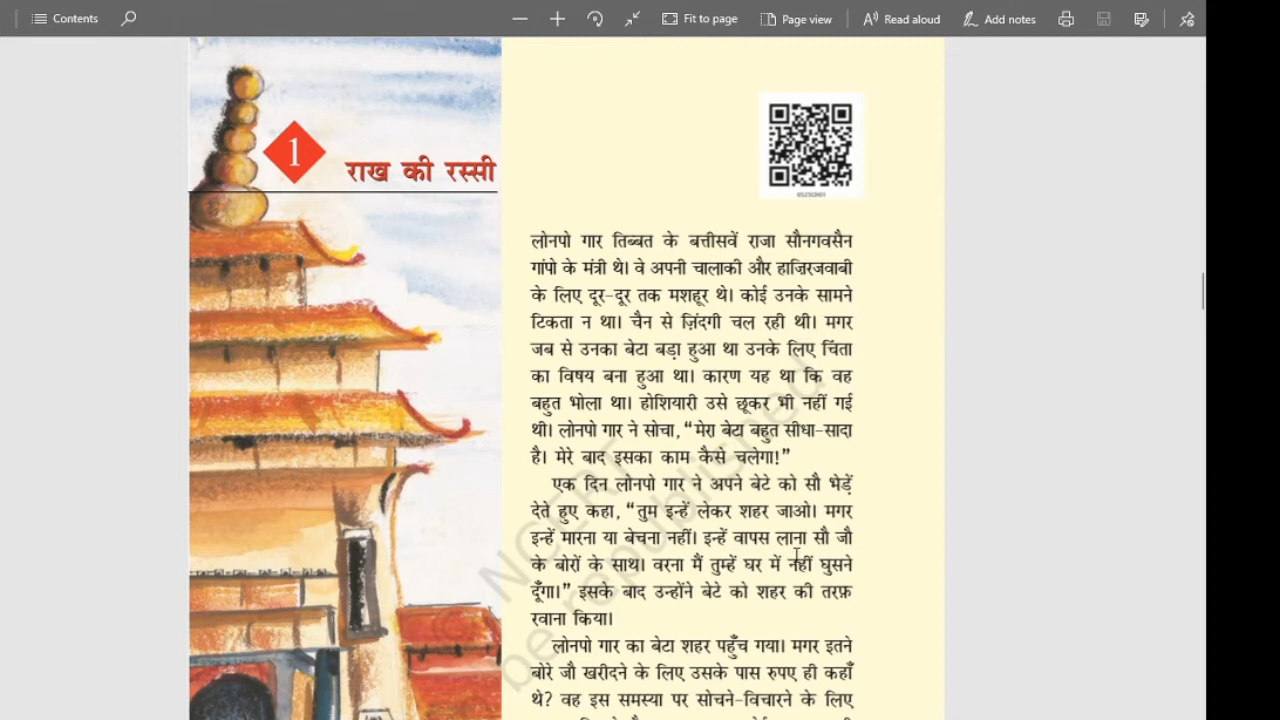 Contents
Fit to page
Page view
Read aloud
Add notes
1
राख की रस्सी
लोनपो गार तिब्बत के बत्तीसवें राजा सौनगवसैन
गांपो के मंत्री थे। वे अपनी चालाकी और हाज़िरजवाबी
के लिए दूर-दूर तक मशहूर थे। कोई उनके सामने
टिकता न था। चैन से ज़िंदगी चल रही थी। मगर
जब से उनका बेटा बड़ा हुआ था उनके लिए चिंता
का विषय बना हुआ था। कारण यह था कि वह
बहुत भोला था। होशियारी उसे छूकर भी नहीं गई
थी। लोनपो गार ने सोचा, “मेरा बेटा बहुत सीधा-सादा
है। मेरे बाद इसका काम कैसे चलेगा!”
एक दिन लोनपो गार ने अपने बेटे को सौ भेड़ें
देते हुए कहा, “तुम इन्हें लेकर शहर जाओ। मगर
इन्हें मारना या बेचना नहीं। इन्हें वापस लाना सौ जौ
के बोरों के साथ। वरना मैं तुम्हें घर में नहीं घुसने
दूँगा।” इसके बाद उन्होंने बेटे को शहर की तरफ़
रवाना किया।
लोनपो गार का बेटा शहर पहुँच गया। मगर इतने
बोरे जौ खरीदने के लिए उसके पास रुपए ही कहाँ
थे? वह इस समस्या पर सोचने-विचारने के लिए
NCERT
be republished